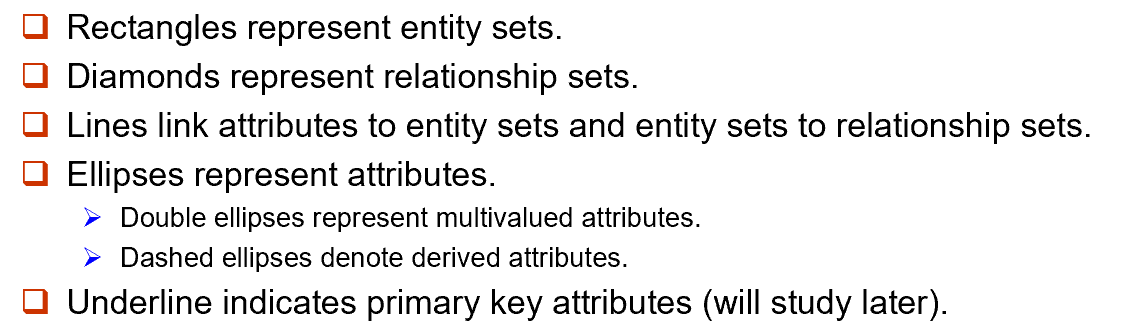 Rectangles represent entity sets.
Diamonds represent relationship sets.
Lines link attributes to entity sets and entity sets to relationship sets.
Ellipses represent attributes.
Double ellipses represent multivalued attributes.
Dashed ellipses denote derived attributes.
Underline indicates primary key attributes (will study later).